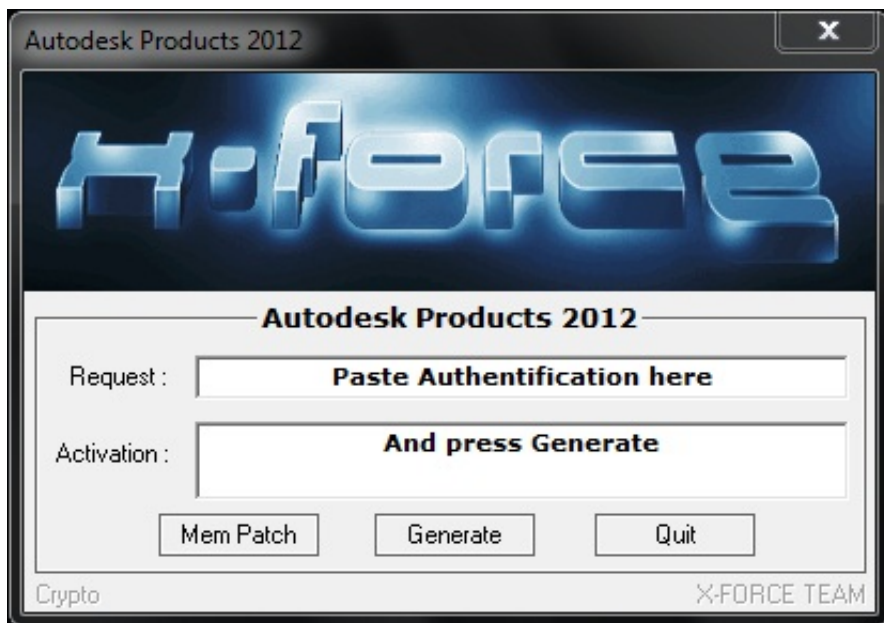 Autodesk Products 2012
X
x-force
Autodesk Products 2012
Request :
Paste Authentification here
Activation :
And press Generate
Mem Patch
Generate
Quit
Crypto
X-FORCE TEAM